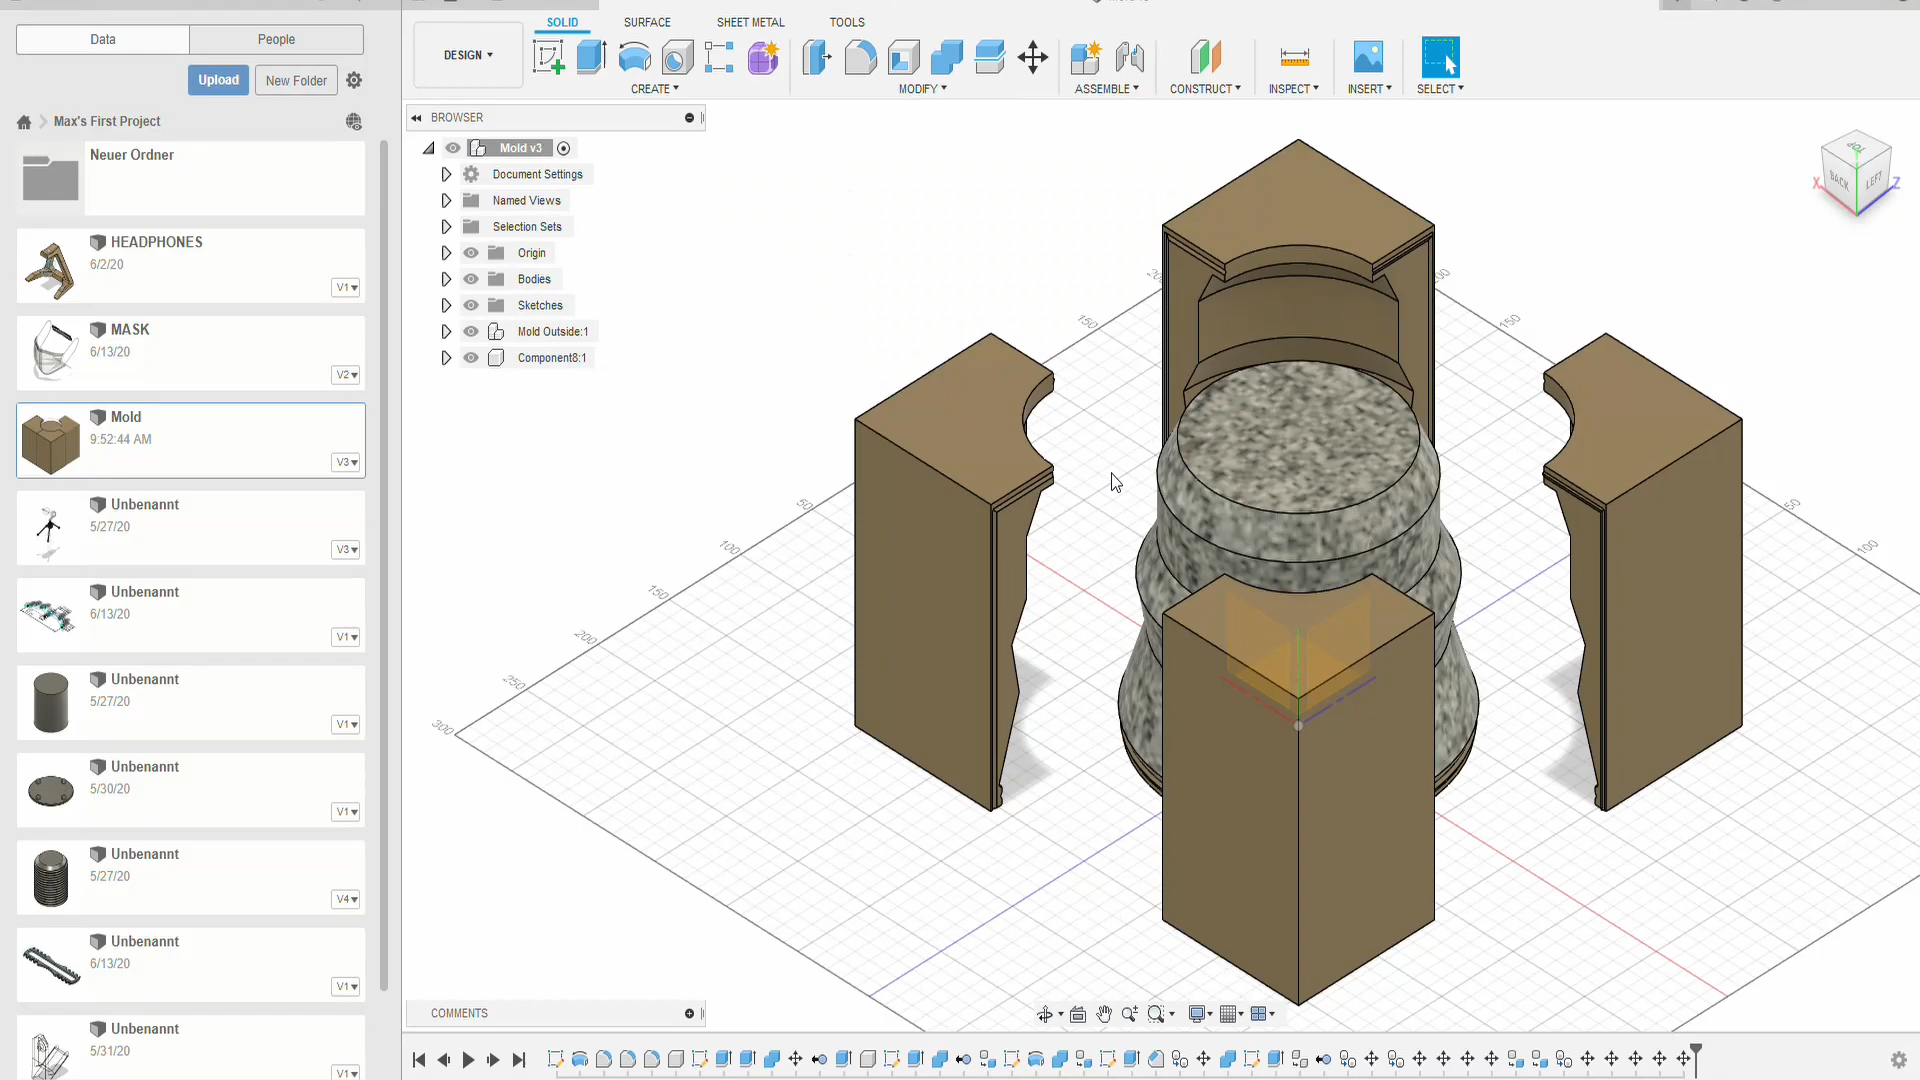 Data
People
Upload
New Folder
Max's First Project
Neuer Ordner
HEADPHONES
6/2/20
V1
MASK
6/13/20
V2
Mold
9:52:44 AM
V3
Unbenannt
5/27/20
V3
Unbenannt
6/13/20
V1
Unbenannt
5/27/20
V1
Unbenannt
5/30/20
V1
Unbenannt
5/27/20
V4
Unbenannt
6/13/20
V1
Unbenannt
5/31/20
V1
DESIGN
SOLID
SURFACE
SHEET METAL
TOOLS
CREATE
MODIFY
ASSEMBLE
CONSTRUCT
INSPECT
INSERT
SELECT
BROWSER
Mold v3
Document Settings
Named Views
Selection Sets
Origin
Bodies
Sketches
Mold Outside:1
Component8:1
TOP
BACK
LEFT
X
Z
200
150
50
100
150
200
250
300
200
150
50
100
COMMENTS